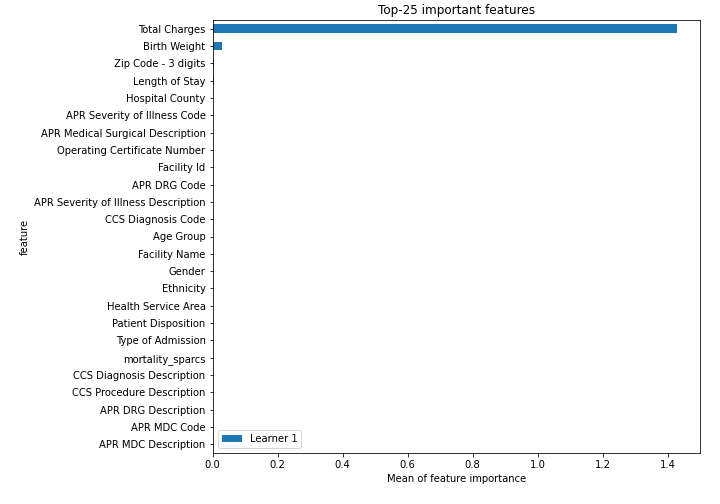 Top-25 important features
Total Charges
Birth Weight
Zip Code - 3 digits
Length of Stay
Hospital County
APR Severity of Illness Code
APR Medical Surgical Description
Operating Certificate Number
Facility Id
APR DRG Code
APR Severity of Illness Description
CCS Diagnosis Code
Age Group
Facility Name
Gender
Ethnicity
Health Service Area
Patient Disposition
Type of Admission
mortality_sparcs
CCS Diagnosis Description
CCS Procedure Description
APR DRG Description
APR MDC Code
APR MDC Description
feature
Learner 1
0.0 0.2 0.4 0.6 0.8 1.0 1.2 1.4
Mean of feature importance